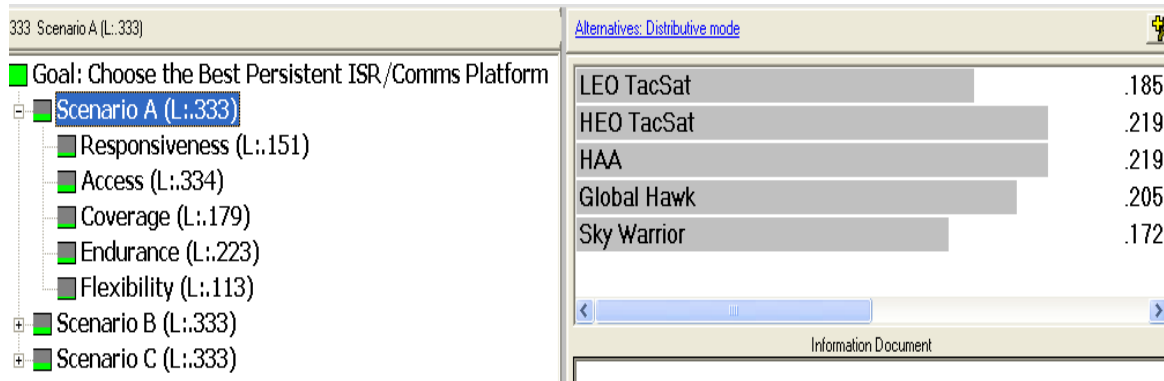 333 Scenario A (L:.333)
Goal: Choose the Best Persistent ISR/Comms Platform
Scenario A (L:.333)
Responsiveness (L:.151)
Access (L:.334)
Coverage (L:.179)
Endurance (L:.223)
Flexibility (L:.113)
Scenario B (L:.333)
Scenario C (L:.333)
Alternatives: Distributive mode
LEO TacSat .185
HEO TacSat .219
HAA .219
Global Hawk .205
Sky Warrior .172
Information Document